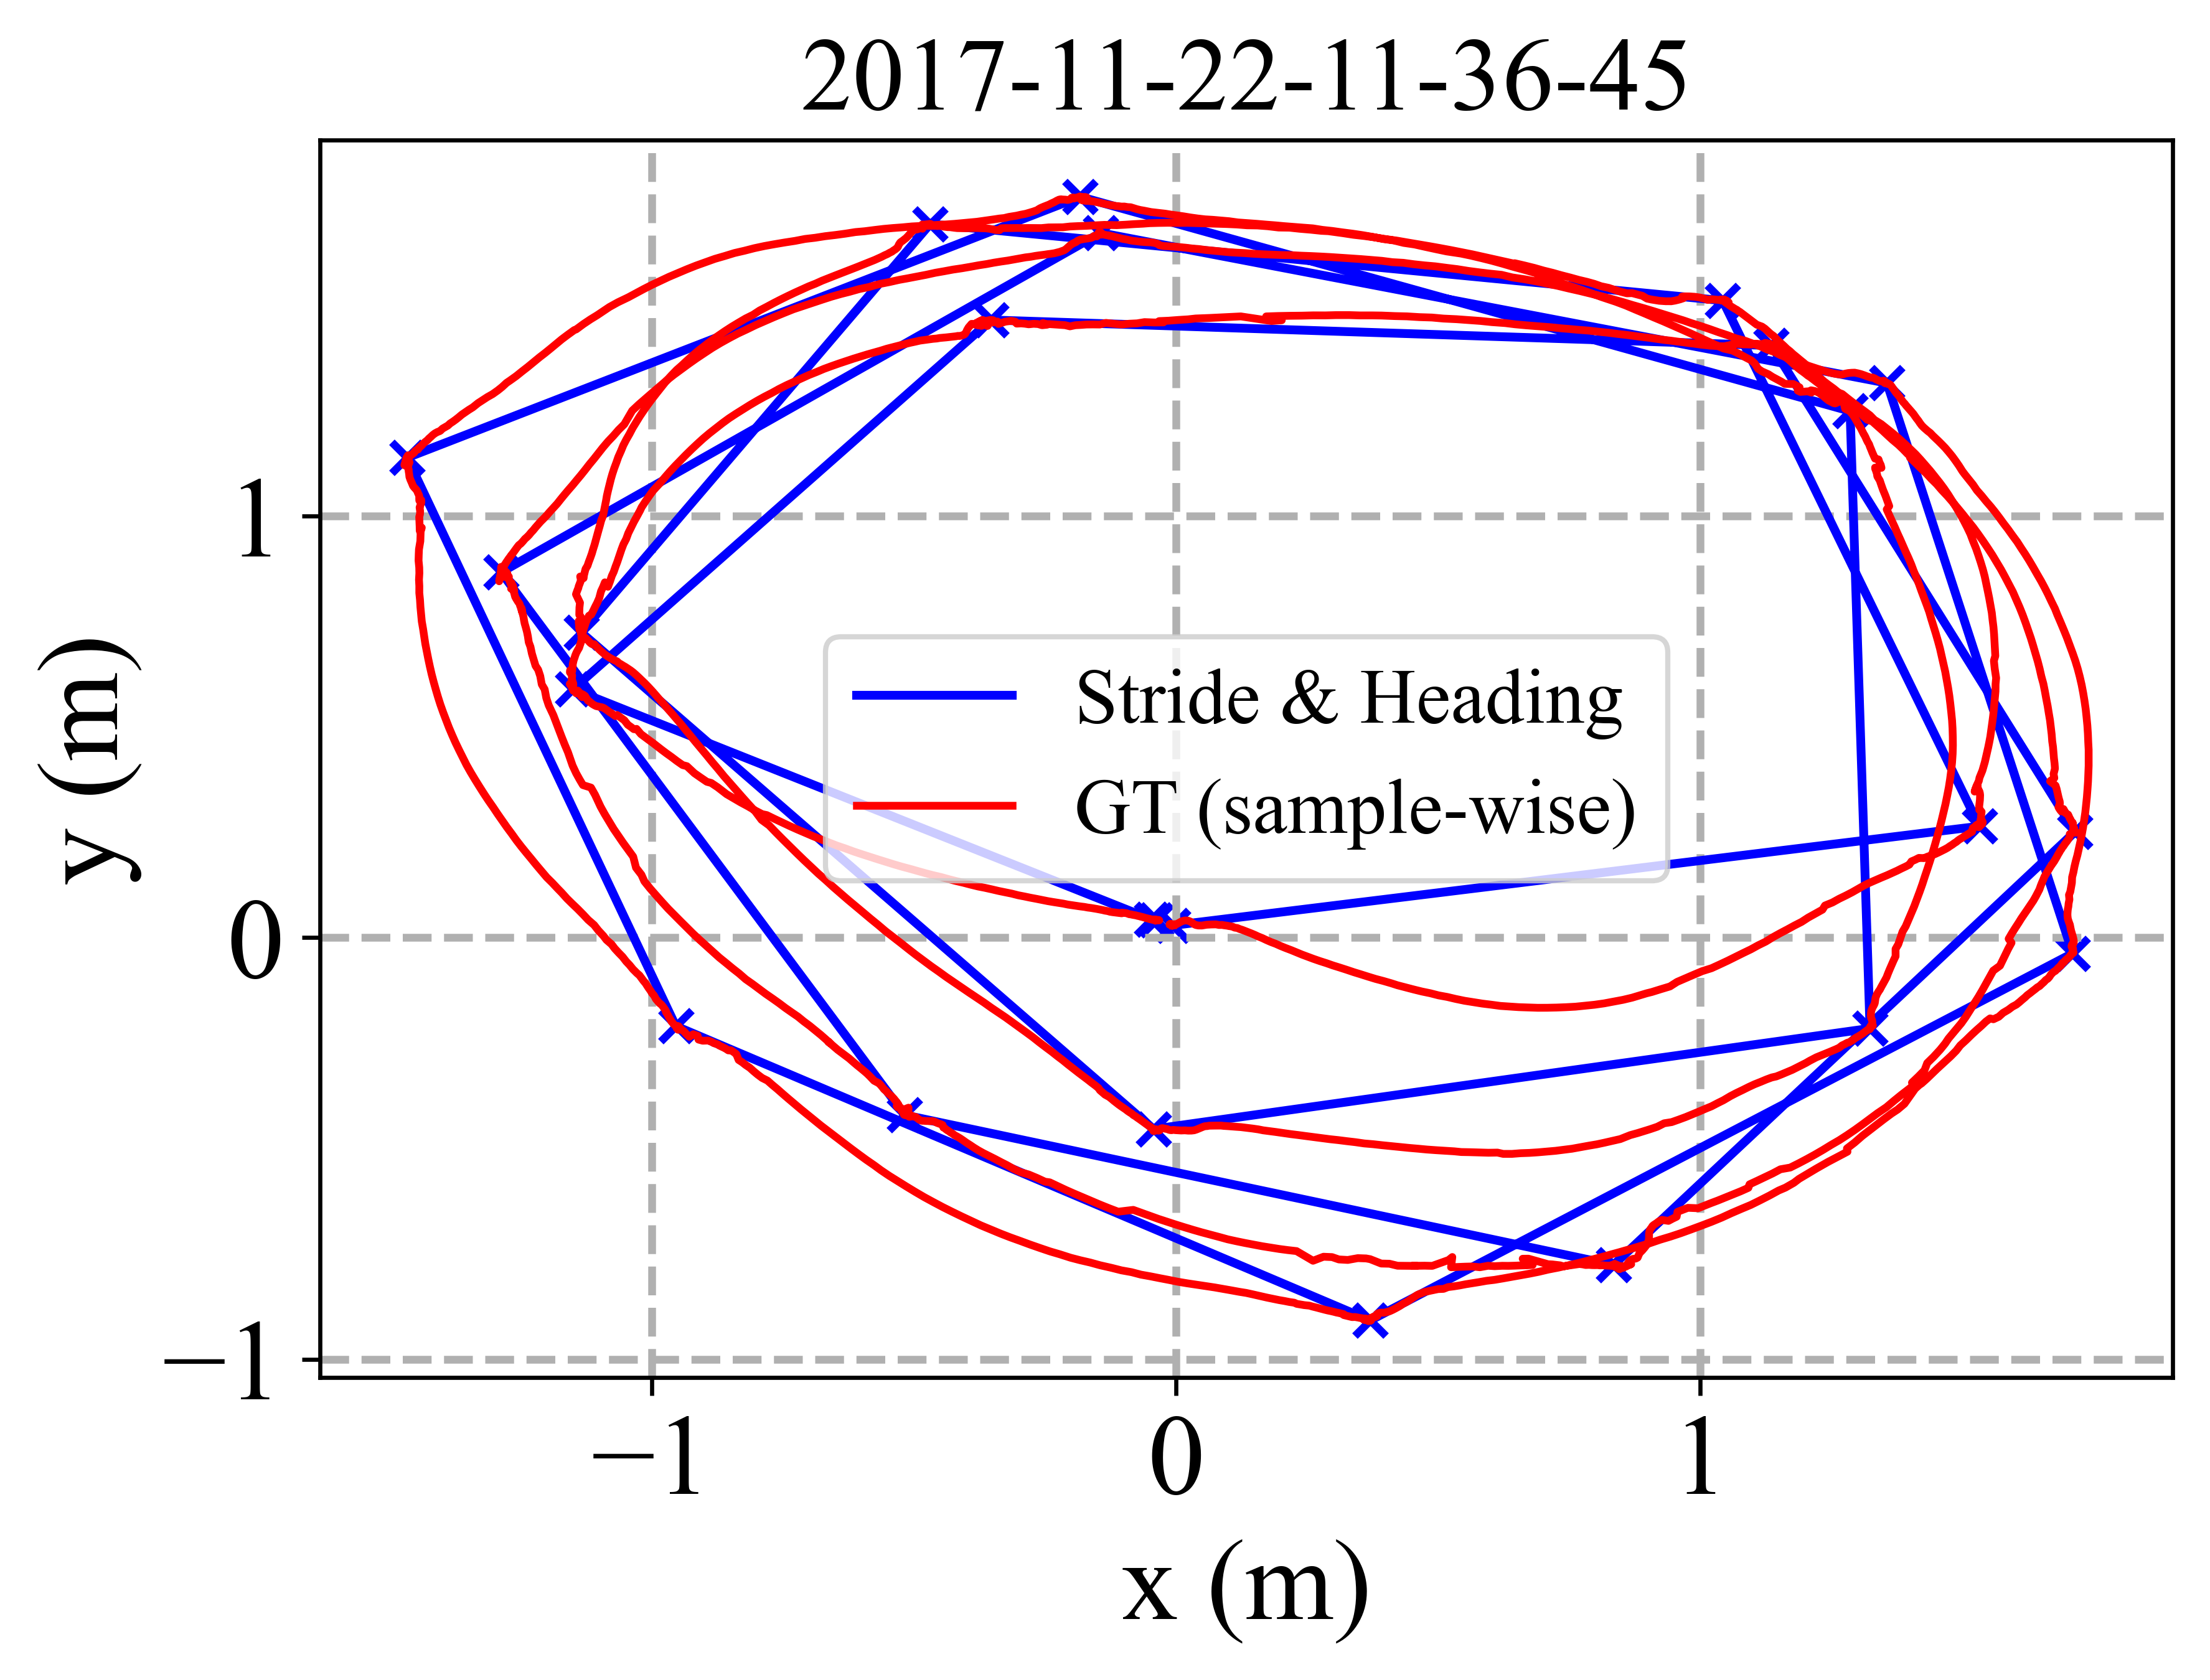 2017-11-22-11-36-45
y (m)
1
0
−1
Stride & Heading
GT (sample-wise)
−1 0 1
x (m)